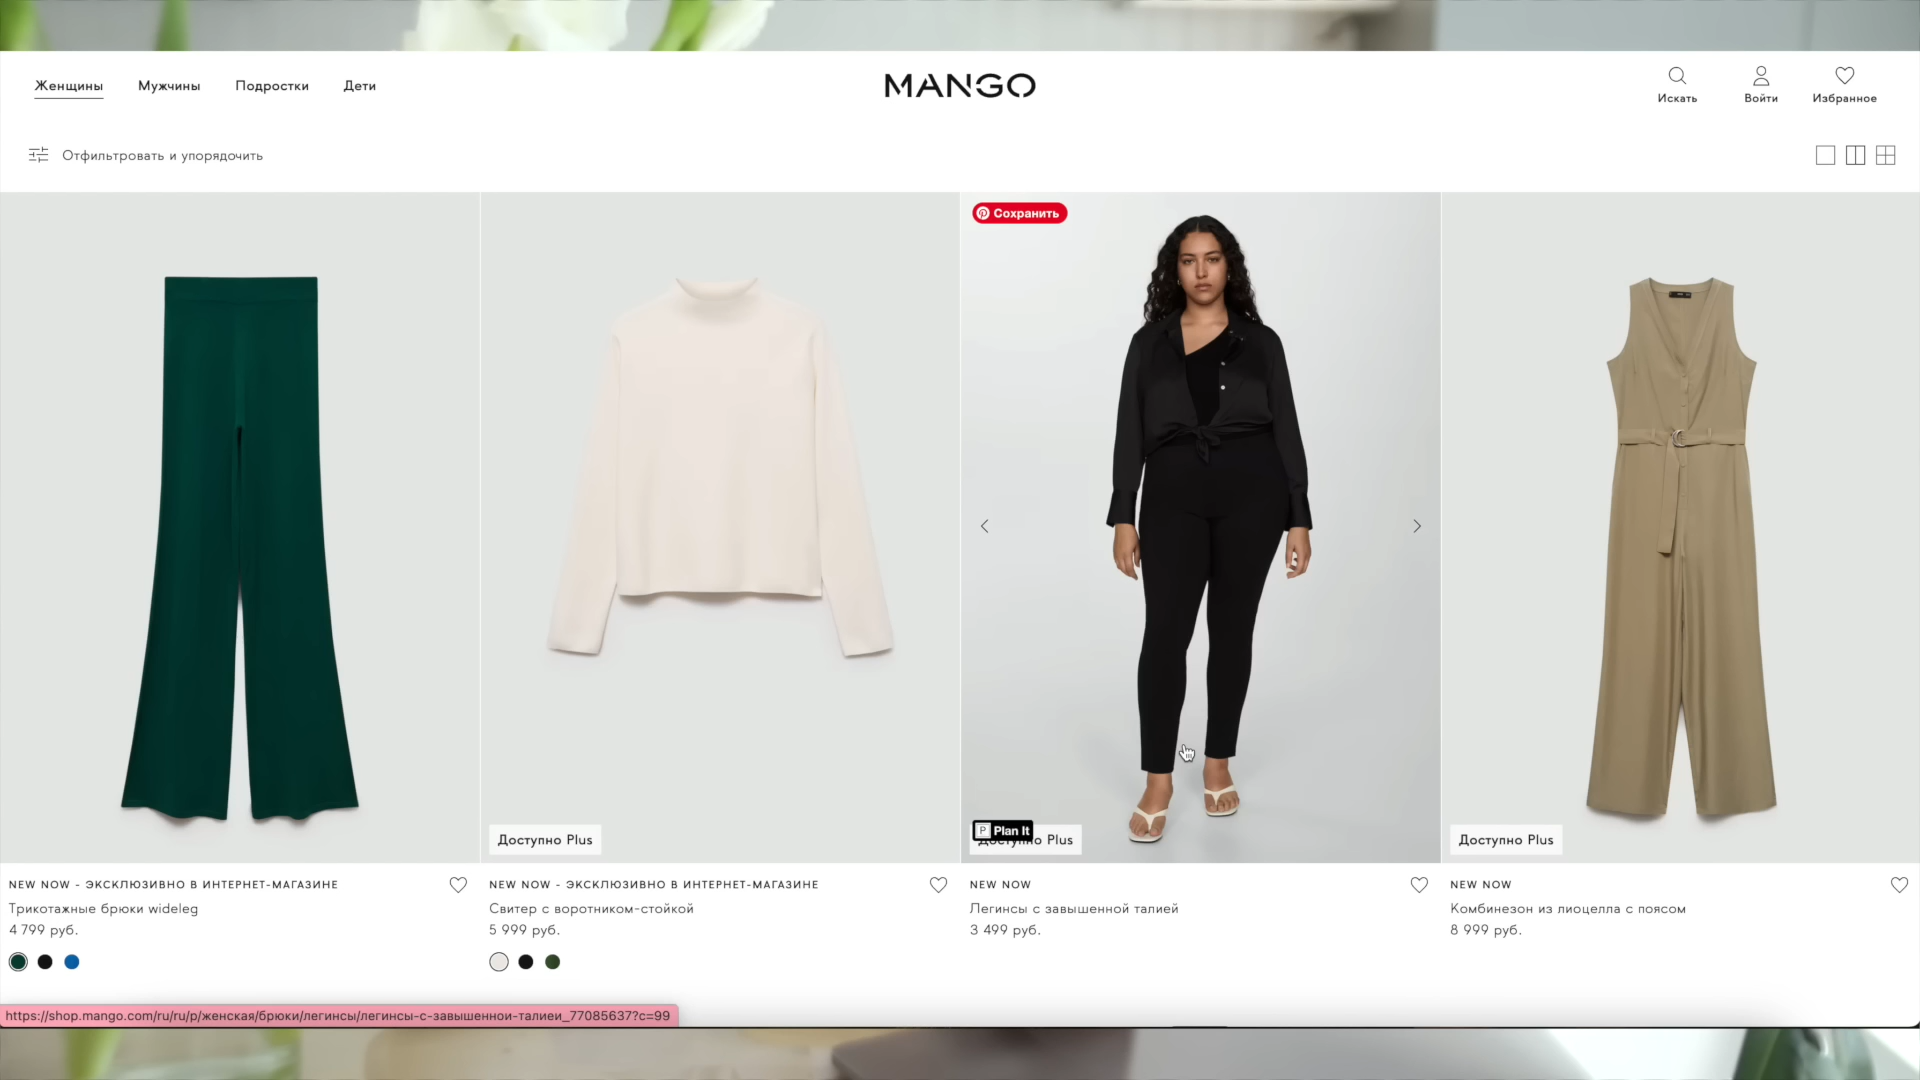 Женщины Мужчины Подростки Дети
MANGO
Искать Войти Избранное
Отфильтровать и упорядочить
Сохранить
Доступно Plus
Plan It
Доступно Plus
Доступно Plus
NEW NOW - ЭКСКЛЮЗИВНО В ИНТЕРНЕТ-МАГАЗИНЕ
Трикотажные брюки wideleg
4 799 руб.
NEW NOW - ЭКСКЛЮЗИВНО В ИНТЕРНЕТ-МАГАЗИНЕ
Свитер с воротником-стойкой
5 999 руб.
NEW NOW
Легинсы с завышенной талией
3 499 руб.
NEW NOW
Комбинезон из лиоцелла с поясом
8 999 руб.
https://shop.mango.com/ru/ru/p/женская/брюки/легинсы/легинсы-с-завышенной-талией_77085637?c=99